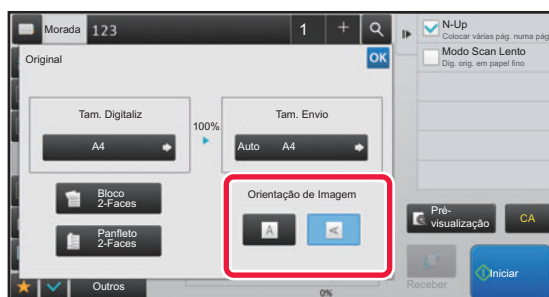 Morada 123 1 +
Original OK
Tam. Digitaliz
A4
100%
Tam. Envio
Auto A4
Bloco
2-Faces
Panfleto
2-Faces
Orientação de Imagem
A A
Outros
0%
N-Up
Colocar várias pág. numa pág
Modo Scan Lento
Dig. orig. em papel fino
Pré-
visualização
CA
Receber
Iniciar